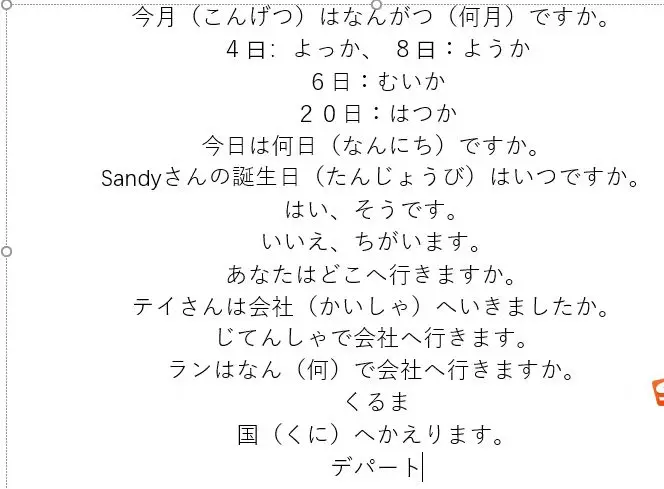 今月（こんげつ）はなんがつ（何月）ですか。
４日：よっか、 ８日：ようか
６日：むいか
２０日：はつか
今日は何日（なんにち）ですか。
Sandyさんの誕生日（たんじょうび）はいつですか。
はい、そうです。
いいえ、ちがいます。
あなたはどこへ行きますか。
テイさんは会社（かいしゃ）へいきましたか。
じてんしゃで会社へ行きます。
ランはなん（何）で会社へ行きますか。
くるま
国（くに）へかえります。
デパート